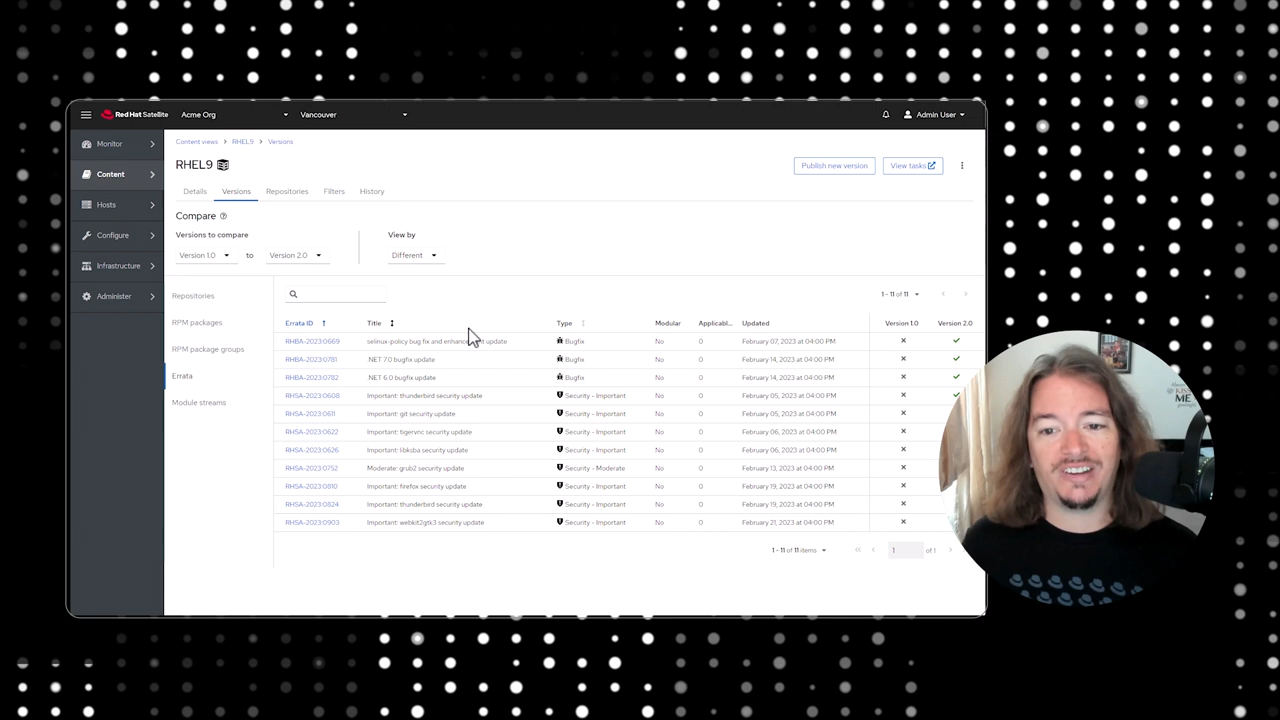 Red Hat Satellite Acme Org Vancouver Admin User
Monitor
Content
Hosts
Configure
Infrastructure
Administer
Content views > RHEL9 > Versions
RHEL9
Publish new version View tasks
Details Versions Repositories Filters History
Compare
Versions to compare View by
Version 1.0 to Version 2.0 Different
Repositories
RPM packages
RPM package groups
Errata
Module streams
1 - 11 of 11
Errata ID Title Type Modular Applicabl... Updated Version 1.0 Version 2.0
RHBA-2023:0669 selinux-policy bug fix and update Bugfix No 0 February 07, 2023 at 04:00 PM
RHBA-2023:0781 .NET 7.0 bugfix update Bugfix No 0 February 14, 2023 at 04:00 PM
RHBA-2023:0782 .NET 6.0 bugfix update Bugfix No 0 February 14, 2023 at 04:00 PM
RHSA-2023:0608 Important: thunderbird security update Security - Important No 0 February 05, 2023 at 04:00 PM
RHSA-2023:0611 Important: git security update Security - Important No 0 February 05, 2023 at 04:00 PM
RHSA-2023:0622 Important: tigervnc security update Security - Important No 0 February 06, 2023 at 04:00 PM
RHSA-2023:0626 Important: libksba security update Security - Important No 0 February 06, 2023 at 04:00 PM
RHSA-2023:0752 Moderate: grub2 security update Security - Moderate No 0 February 13, 2023 at 04:00 PM
RHSA-2023:0810 Important: firefox security update Security - Important No 0 February 19, 2023 at 04:00 PM
RHSA-2023:0824 Important: thunderbird security update Security - Important No 0 February 19, 2023 at 04:00 PM
RHSA-2023:0903 Important: webkit2gtk3 security update Security - Important No 0 February 21, 2023 at 04:00 PM
1 - 11 of 11 items 1 of 1
KISS
ME